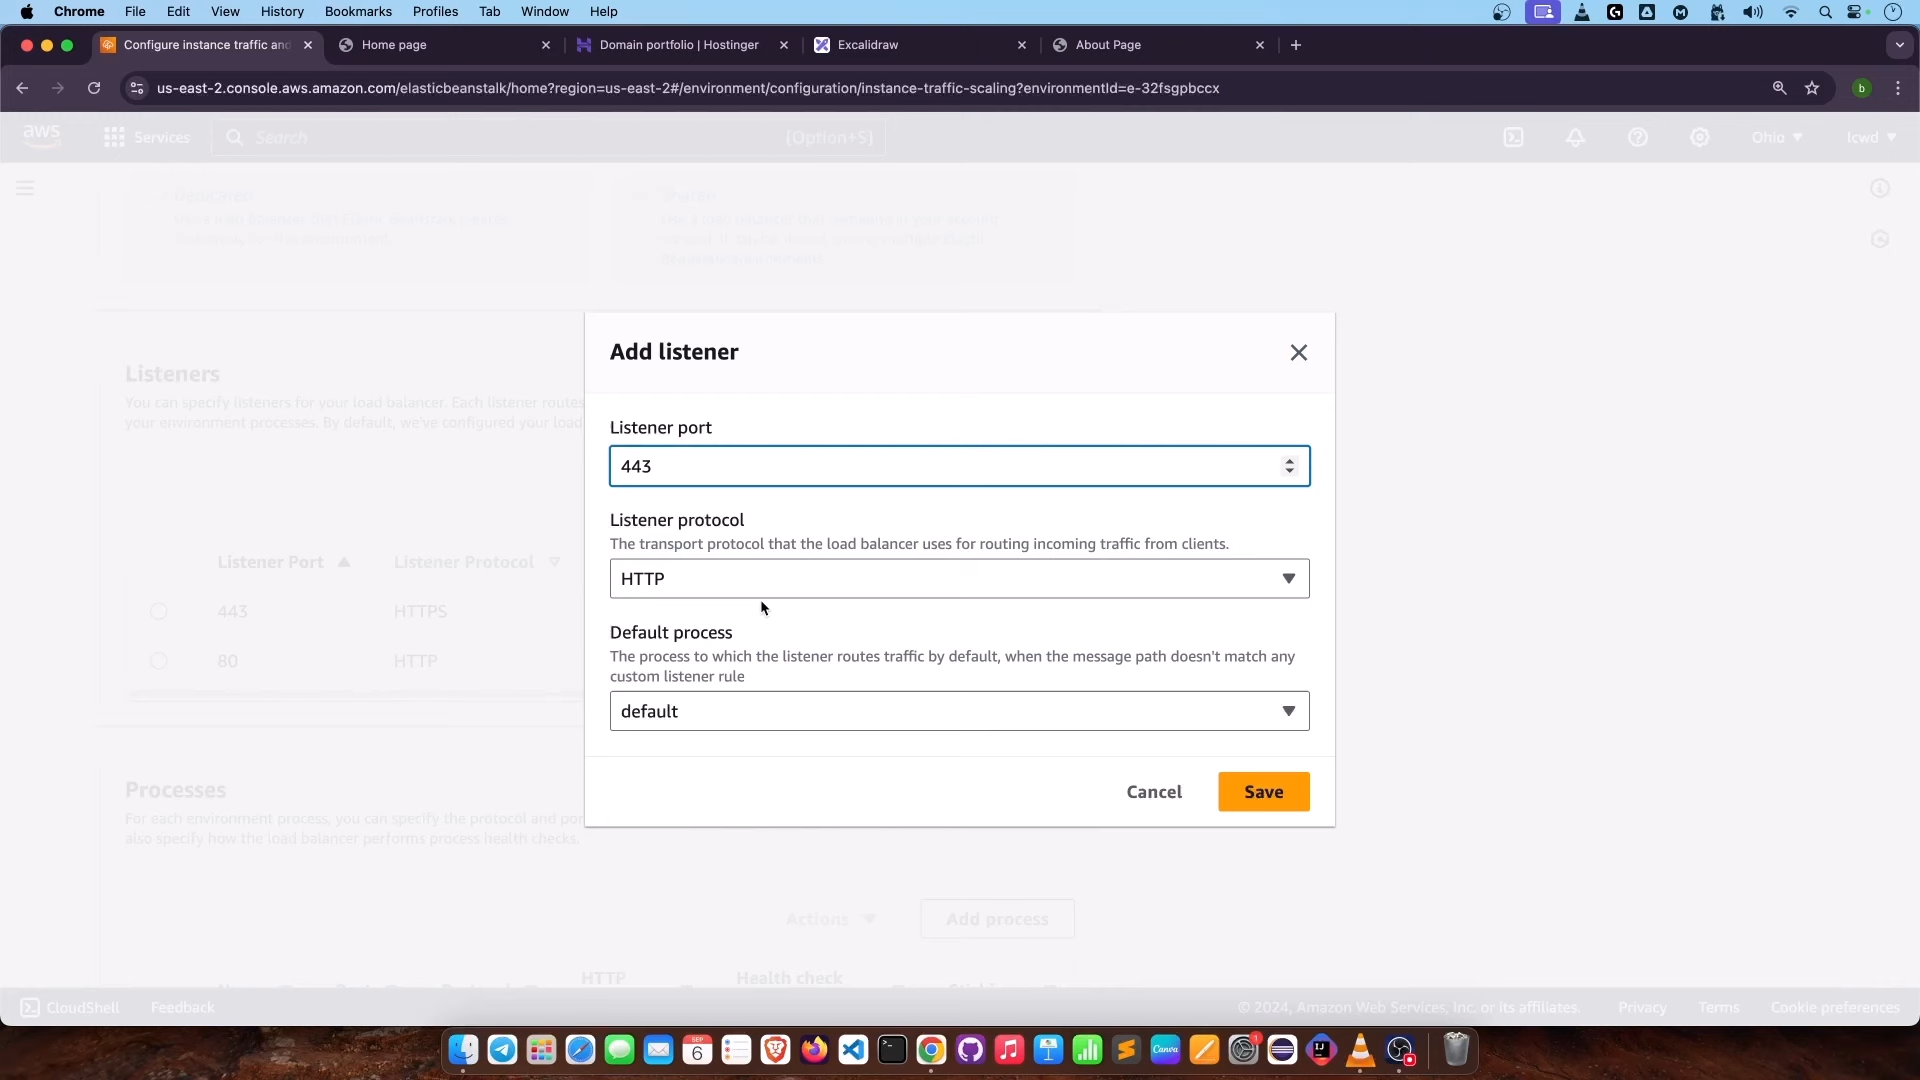 Chrome File Edit View History Bookmarks Profiles Tab Window Help
Configure instance traffic and
Home page
Domain portfolio | Hostinger
Excalidraw
About Page
us-east-2.console.aws.amazon.com/elasticbeanstalk/home?region=us-east-2#/environment/configuration/instance-traffic-scaling?environmentId=e-32fsgpbccx
b
aws
Services
Search
[Option+S]
Ohio
lcwd
Listeners
You can specify listeners for your load balancer. Each listener routes
your environment processes. By default, we've configured your load
Listener Port
Listener Protocol
443
HTTPS
80
HTTP
Add listener
Listener port
443
Listener protocol
The transport protocol that the load balancer uses for routing incoming traffic from clients.
HTTP
Default process
The process to which the listener routes traffic by default, when the message path doesn't match any
custom listener rule
default
Cancel
Save
Processes
For each environment process, you can specify the protocol and por
also specify how the load balancer performs process health checks.
Actions
Add process
HTTP
Health check
CloudShell
Feedback
© 2024, Amazon Web Services, Inc. or its affiliates.
Privacy
Terms
Cookie preferences
SEP
6
Canva
1